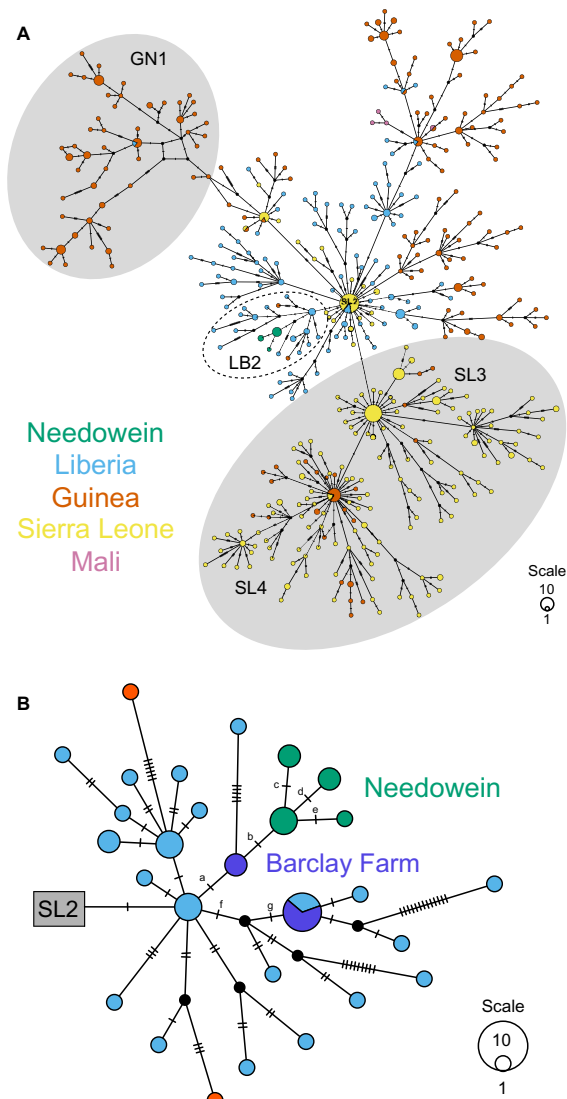 A
GN1
SL2
LB2
SL3
Needowein
Liberia
Guinea
Sierra Leone
Mali
SL4
Scale
10
1
B
c
d
e
Needowein
b
Barclay Farm
a
SL2
f
g
Scale
10
1